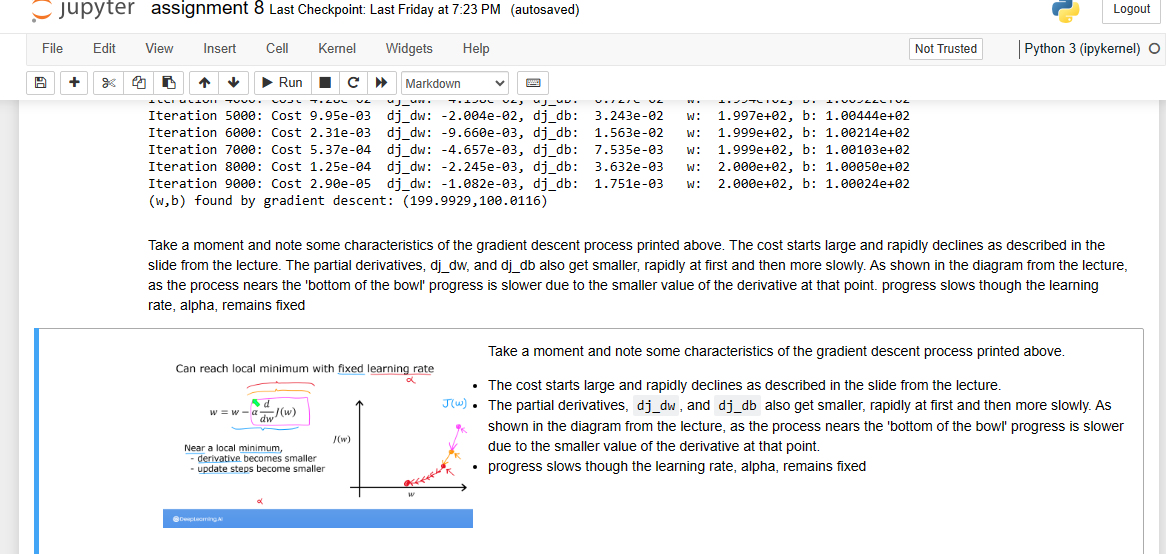 jupyter assignment 8 Last Checkpoint: Last Friday at 7:23 PM (autosaved)
Logout
File Edit View Insert Cell Kernel Widgets Help
Not Trusted
Python 3 (ipykernel)
Run
Markdown
Iteration 5000: Cost 9.95e-03 dj_dw: -2.004e-02, dj_db: 3.243e-02 w: 1.997e+02, b: 1.00444e+02
Iteration 6000: Cost 2.31e-03 dj_dw: -9.660e-03, dj_db: 1.563e-02 w: 1.999e+02, b: 1.00214e+02
Iteration 7000: Cost 5.37e-04 dj_dw: -4.657e-03, dj_db: 7.535e-03 w: 1.999e+02, b: 1.00103e+02
Iteration 8000: Cost 1.25e-04 dj_dw: -2.245e-03, dj_db: 3.632e-03 w: 2.000e+02, b: 1.00050e+02
Iteration 9000: Cost 2.90e-05 dj_dw: -1.082e-03, dj_db: 1.751e-03 w: 2.000e+02, b: 1.00024e+02
(w,b) found by gradient descent: (199.9929,100.0116)
Take a moment and note some characteristics of the gradient descent process printed above. The cost starts large and rapidly declines as described in the
slide from the lecture. The partial derivatives, dj_dw, and dj_db also get smaller, rapidly at first and then more slowly. As shown in the diagram from the lecture,
as the process nears the 'bottom of the bowl' progress is slower due to the smaller value of the derivative at that point. progress slows though the learning
rate, alpha, remains fixed
Can reach local minimum with fixed learning rate
α
w = w - α d/dw J(w)
Near a local minimum,
- derivative becomes smaller
- update steps become smaller
α
J(w)
J(w)
w
DeepLearning.AI
Take a moment and note some characteristics of the gradient descent process printed above.
• The cost starts large and rapidly declines as described in the slide from the lecture.
• The partial derivatives, dj_dw , and dj_db also get smaller, rapidly at first and then more slowly. As
shown in the diagram from the lecture, as the process nears the 'bottom of the bowl' progress is slower
due to the smaller value of the derivative at that point.
• progress slows though the learning rate, alpha, remains fixed